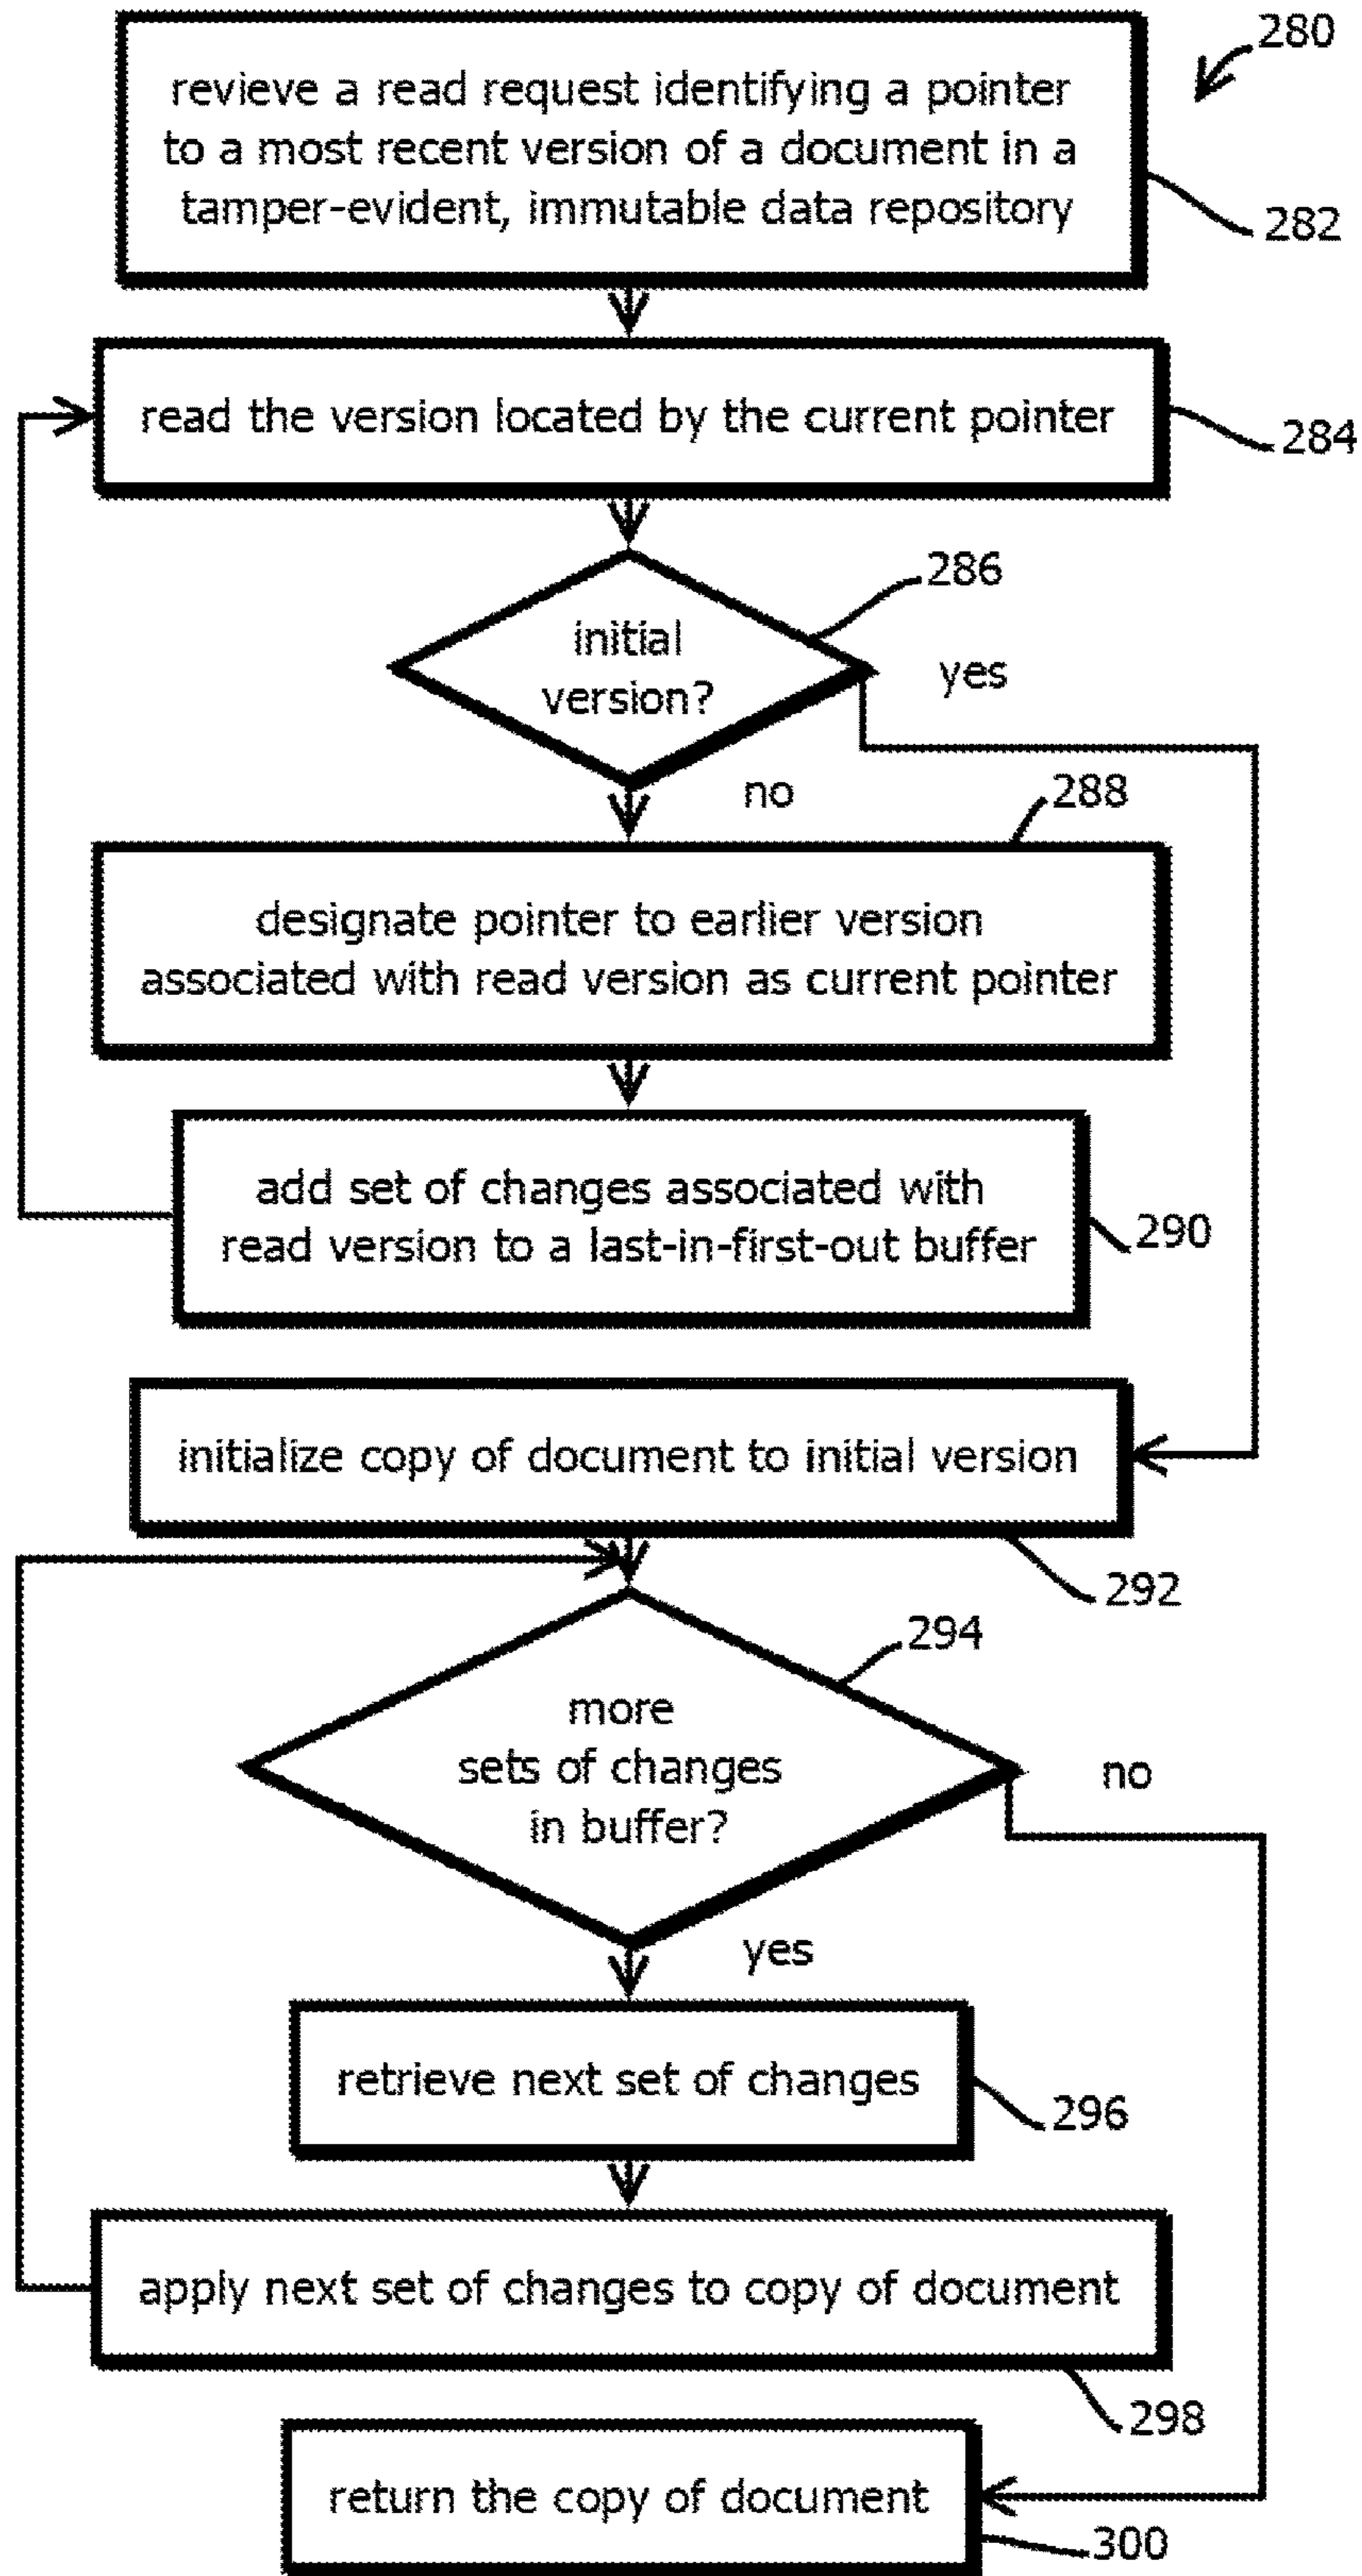 280
revieve a read request identifying a pointer
to a most recent version of a document in a
tamper-evident, immutable data repository
282
read the version located by the current pointer
284
286
initial
version?
yes
no
288
designate pointer to earlier version
associated with read version as current pointer
add set of changes associated with
read version to a last-in-first-out buffer
290
initialize copy of document to initial version
292
294
more
sets of changes
in buffer?
no
yes
retrieve next set of changes
296
apply next set of changes to copy of document
298
return the copy of document
300